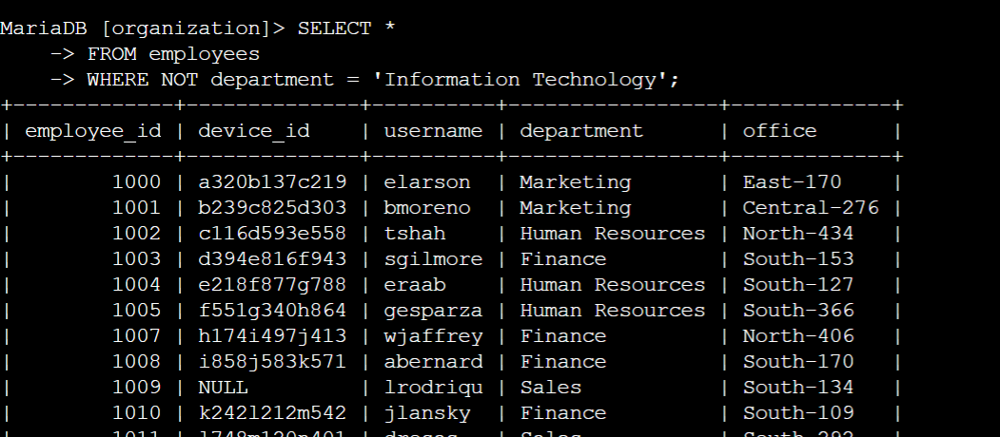 MariaDB [organization]> SELECT *
    -> FROM employees
    -> WHERE NOT department = 'Information Technology';
+-------------+--------------+----------+-----------------+-------------+
| employee_id | device_id    | username | department      | office      |
+-------------+--------------+----------+-----------------+-------------+
|        1000 | a320b137c219 | elarson  | Marketing       | East-170    |
|        1001 | b239c825d303 | bmoreno  | Marketing       | Central-276 |
|        1002 | c116d593e558 | tshah    | Human Resources | North-434   |
|        1003 | d394e816f943 | sgilmore | Finance         | South-153   |
|        1004 | e218f877g788 | eraab    | Human Resources | South-127   |
|        1005 | f551g340h864 | gesparza | Human Resources | South-366   |
|        1007 | h174i497j413 | wjaffrey | Finance         | North-406   |
|        1008 | i858j583k571 | abernard | Finance         | South-170   |
|        1009 | NULL         | lrodriqu | Sales           | South-134   |
|        1010 | k242l212m542 | jlansky  | Finance         | South-109   |
|        1011 |